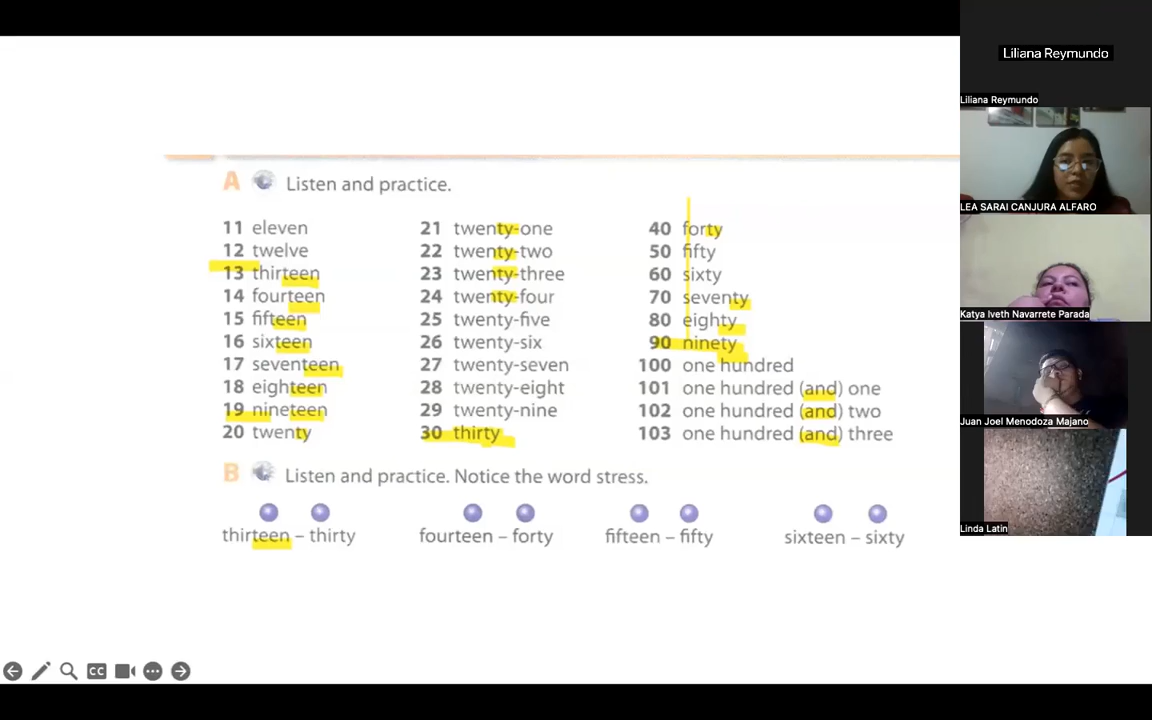 A Listen and practice.
11 eleven
12 twelve
13 thirteen
14 fourteen
15 fifteen
16 sixteen
17 seventeen
18 eighteen
19 nineteen
20 twenty
21 twenty-one
22 twenty-two
23 twenty-three
24 twenty-four
25 twenty-five
26 twenty-six
27 twenty-seven
28 twenty-eight
29 twenty-nine
30 thirty
40 forty
50 fifty
60 sixty
70 seventy
80 eighty
90 ninety
100 one hundred
101 one hundred (and) one
102 one hundred (and) two
103 one hundred (and) three
B Listen and practice. Notice the word stress.
thirteen – thirty fourteen – forty fifteen – fifty sixteen – sixty
CC
Liliana Reymundo
Liliana Reymundo
LEA SARAI CANJURA ALFARO
Katya Iveth Navarrete Parada
Juan Joel Menodoza Majano
Linda Latin